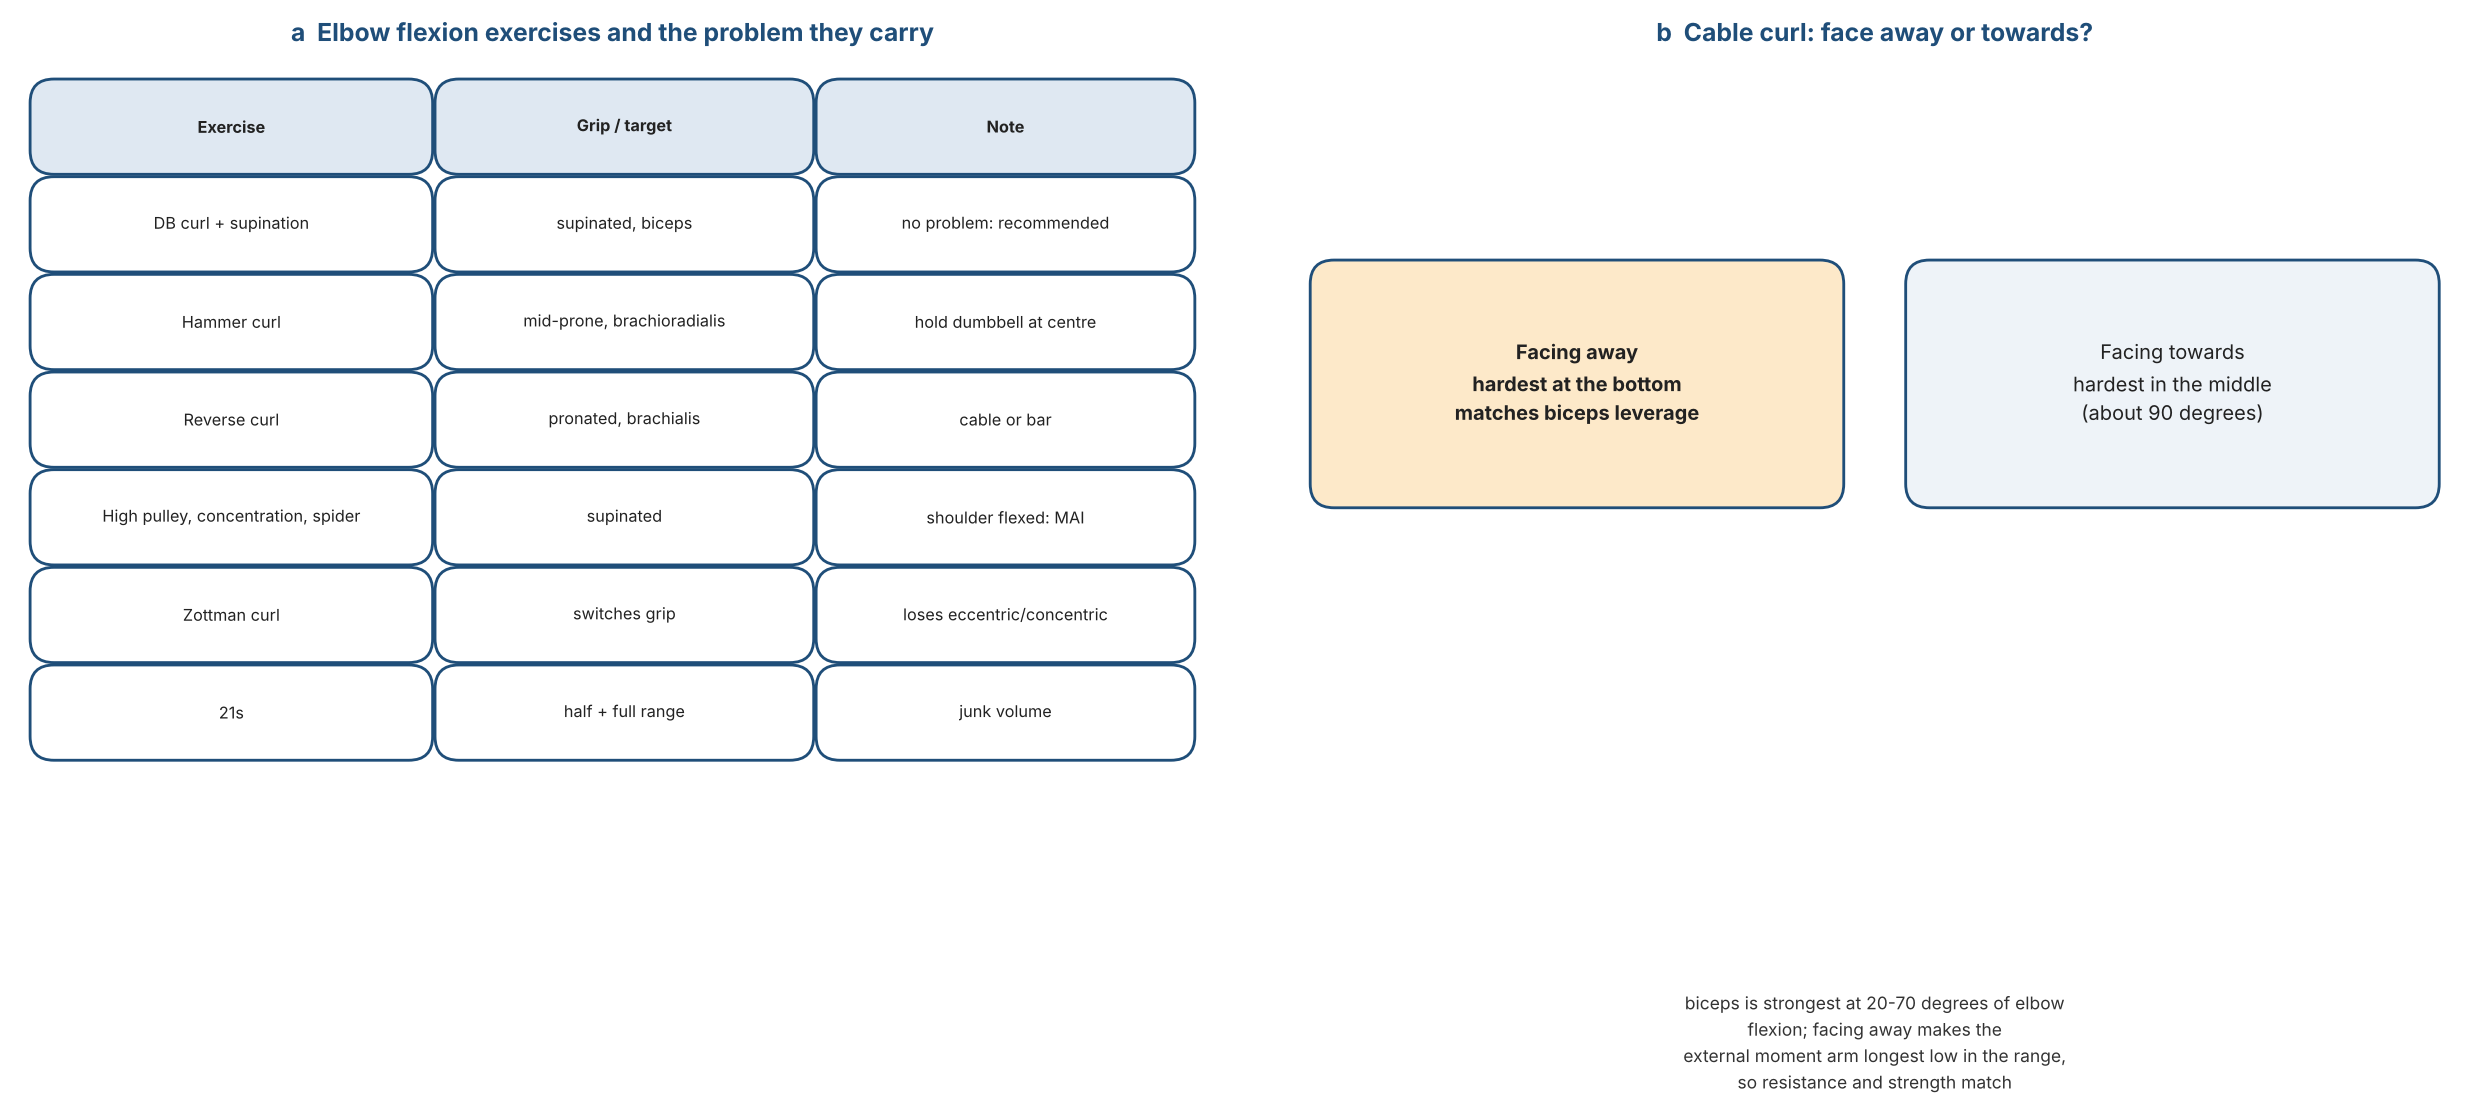 a Elbow flexion exercises and the problem they carry
Exercise
Grip / target
Note
DB curl + supination
supinated, biceps
no problem: recommended
Hammer curl
mid-prone, brachioradialis
hold dumbbell at centre
Reverse curl
pronated, brachialis
cable or bar
High pulley, concentration, spider
supinated
shoulder flexed: MAI
Zottman curl
switches grip
loses eccentric/concentric
21s
half + full range
junk volume
b Cable curl: face away or towards?
Facing away
hardest at the bottom
matches biceps leverage
Facing towards
hardest in the middle
(about 90 degrees)
biceps is strongest at 20-70 degrees of elbow
flexion; facing away makes the
external moment arm longest low in the range,
so resistance and strength match